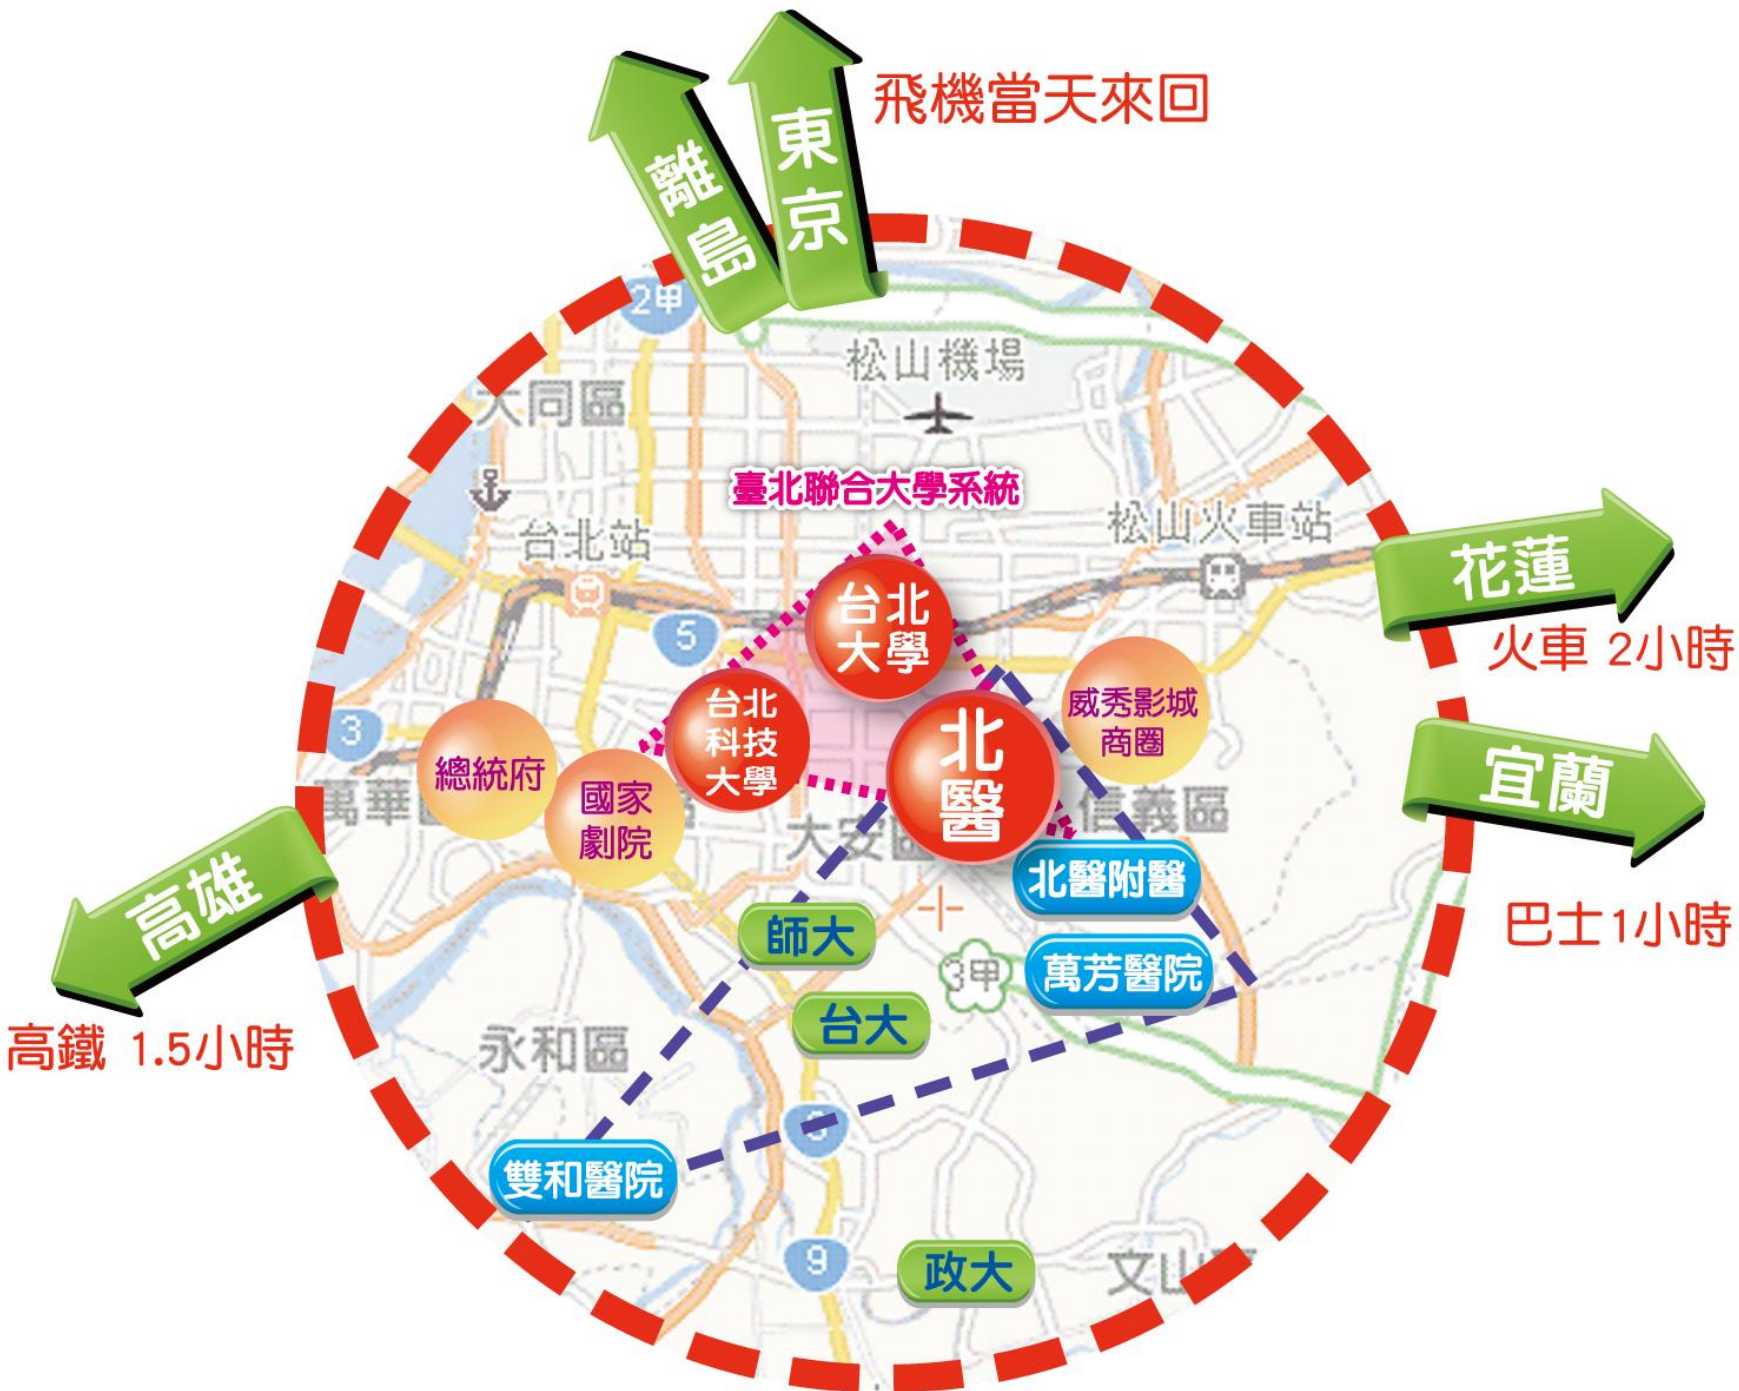 飛機當天來回
東京
離島
2甲
松山機場
大同區
臺北聯合大學系統
松山火車站
台北站
花蓮
火車 2小時
台北
大學
5
威秀影城
商圈
台北
科技
大學
北
醫
3
總統府
國家
劇院
宜蘭
萬華
信義區
大安區
高雄
北醫附醫
巴士1小時
師大
萬芳醫院
3甲
台大
高鐵 1.5小時
永和區
雙和醫院
9
政大
文山